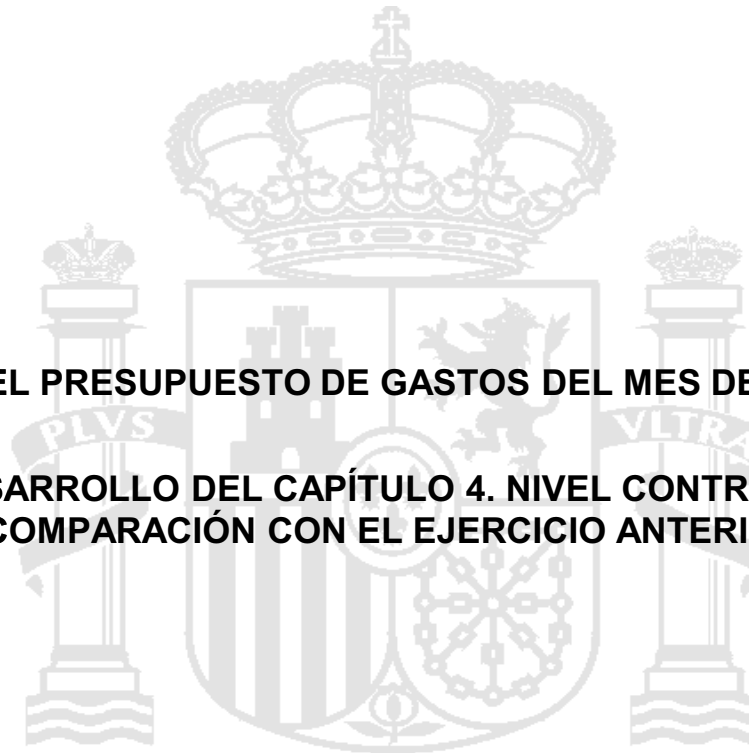 EL PRESUPUESTO DE GASTOS DEL MES DE
PLVS
VLTRA
SARROLLO DEL CAPÍTULO 4. NIVEL CONTR
COMPARACIÓN CON EL EJERCICIO ANTERI